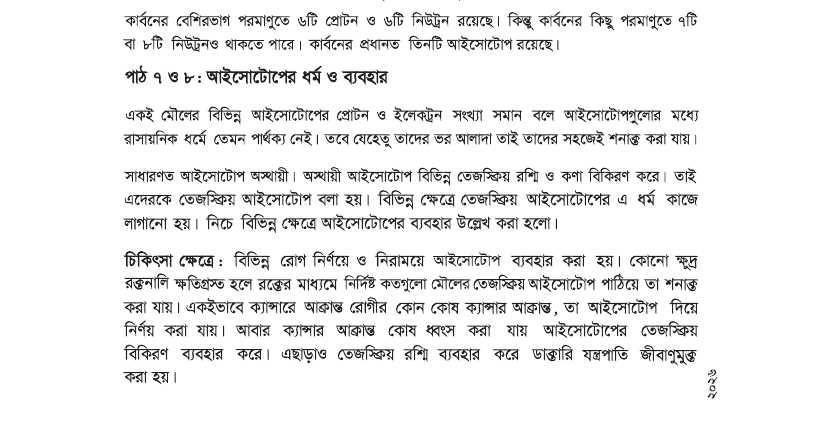 কার্বনের বেশিরভাগ পরমাণুতে ৬টি প্রোটন ও ৬টি নিউট্রন রয়েছে। কিন্তু কার্বনের কিছু পরমাণুতে ৭টি
বা ৮টি নিউট্রনও থাকতে পারে। কার্বনের প্রধানত তিনটি আইসোটোপ রয়েছে।
পাঠ ৭ ও ৮ : আইসোটোপের ধর্ম ও ব্যবহার
একই মৌলের বিভিন্ন আইসোটোপের প্রোটন ও ইলেকট্রন সংখ্যা সমান বলে আইসোটোপগুলোর মধ্যে
রাসায়নিক ধর্মে তেমন পার্থক্য নেই। তবে যেহেতু তাদের ভর আলাদা তাই তাদের সহজেই শনাক্ত করা যায়।
সাধারণত আইসোটোপ অস্থায়ী। অস্থায়ী আইসোটোপ বিভিন্ন তেজস্ক্রিয় রশ্মি ও কণা বিকিরণ করে। তাই
এদেরকে তেজস্ক্রিয় আইসোটোপ বলা হয়। বিভিন্ন ক্ষেত্রে তেজস্ক্রিয় আইসোটোপের এ ধর্ম কাজে
লাগানো হয়। নিচে বিভিন্ন ক্ষেত্রে আইসোটোপের ব্যবহার উল্লেখ করা হলো।
চিকিৎসা ক্ষেত্রে : বিভিন্ন রোগ নির্ণয়ে ও নিরাময়ে আইসোটোপ ব্যবহার করা হয়। কোনো ক্ষুদ্র
রক্তনালি ক্ষতিগ্রস্ত হলে রক্তের মাধ্যমে নির্দিষ্ট কতগুলো মৌলের তেজস্ক্রিয় আইসোটোপ পাঠিয়ে তা শনাক্ত
করা যায়। একইভাবে ক্যান্সারে আক্রান্ত রোগীর কোন কোষ ক্যান্সার আক্রান্ত, তা আইসোটোপ দিয়ে
নির্ণয় করা যায়। আবার ক্যান্সার আক্রান্ত কোষ ধ্বংস করা যায় আইসোটোপের তেজস্ক্রিয়
বিকিরণ ব্যবহার করে। এছাড়াও তেজস্ক্রিয় রশ্মি ব্যবহার করে ডাক্তারি যন্ত্রপাতি জীবাণুমুক্ত
করা হয়।
২০২৬